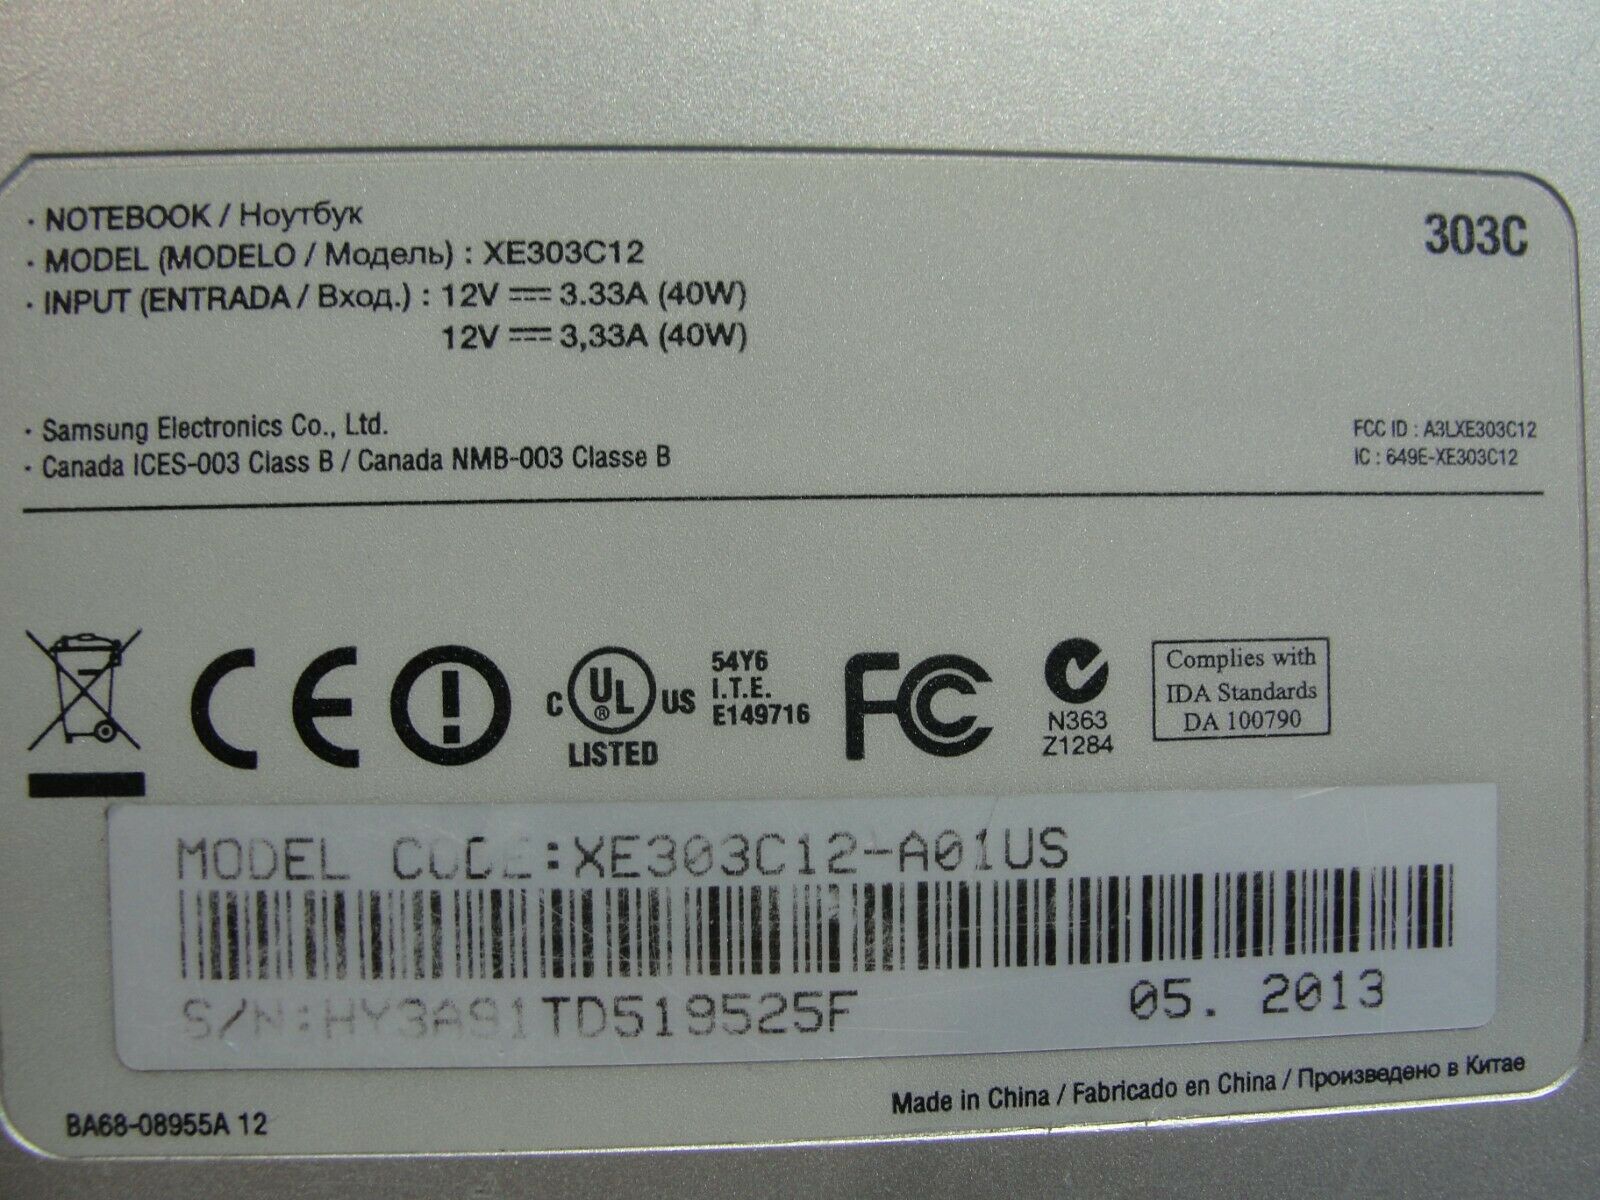 · NOTEBOOK / Ноутбук
303C
· MODEL (MODELO / Модель) : XE303C12
· INPUT (ENTRADA / Вход.) : 12V ⎓ 3.33A (40W)
12V ⎓ 3,33A (40W)
· Samsung Electronics Co., Ltd.
FCC ID : A3LXE303C12
· Canada ICES-003 Class B / Canada NMB-003 Classe B
IC : 649E-XE303C12
CE
C UL ® US
LISTED
54Y6
I.T.E.
E149716
FC
N363
Z1284
Complies with
IDA Standards
DA 100790
MODEL CODE:XE303C12-A01US
S/N:HY3A91TD519525F
05. 2013
Made in China / Fabricado en China / Произведено в Китае
BA68-08955A 12